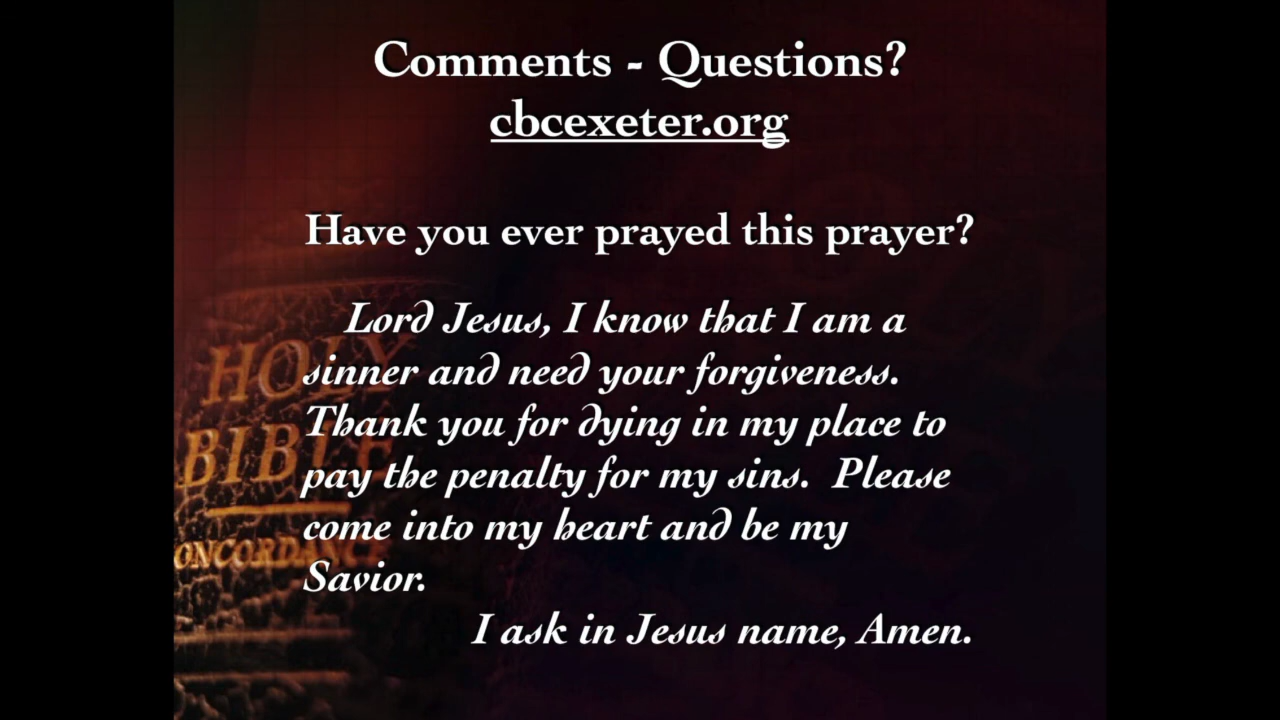 Comments - Questions?
cbcexeter.org
Have you ever prayed this prayer?
Lord Jesus, I know that I am a
sinner and need your forgiveness.
Thank you for dying in my place to
pay the penalty for my sins.  Please
come into my heart and be my
Savior.
I ask in Jesus name, Amen.
HOLY
BIBLE
ONCORDANCE